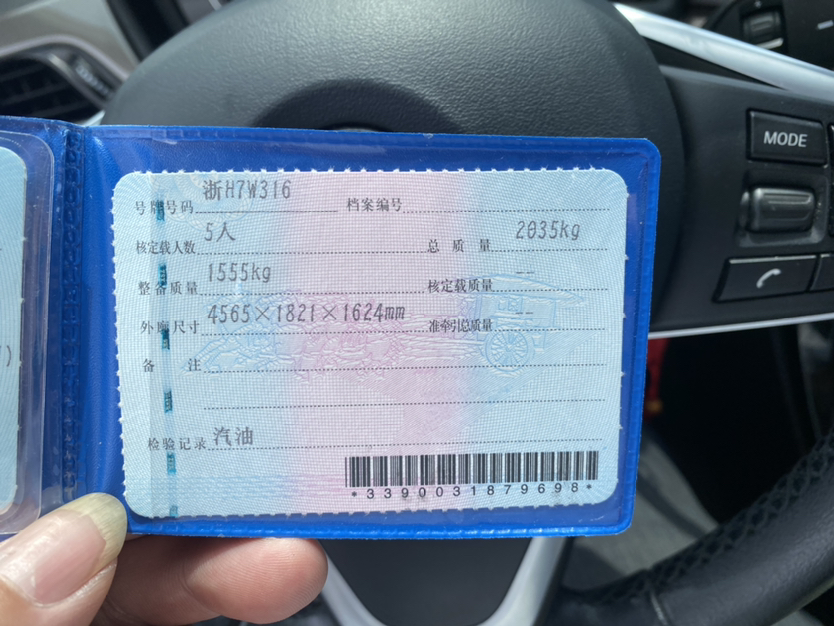 号牌号码 浙H7W316 档案编号
核定载人数 5人 总质量 2035kg
整备质量 1555kg 核定载质量 --
外廓尺寸 4565×1821×1624mm 准牵引总质量 --
备注
检验记录 汽油
*3390031879698*
MODE
)